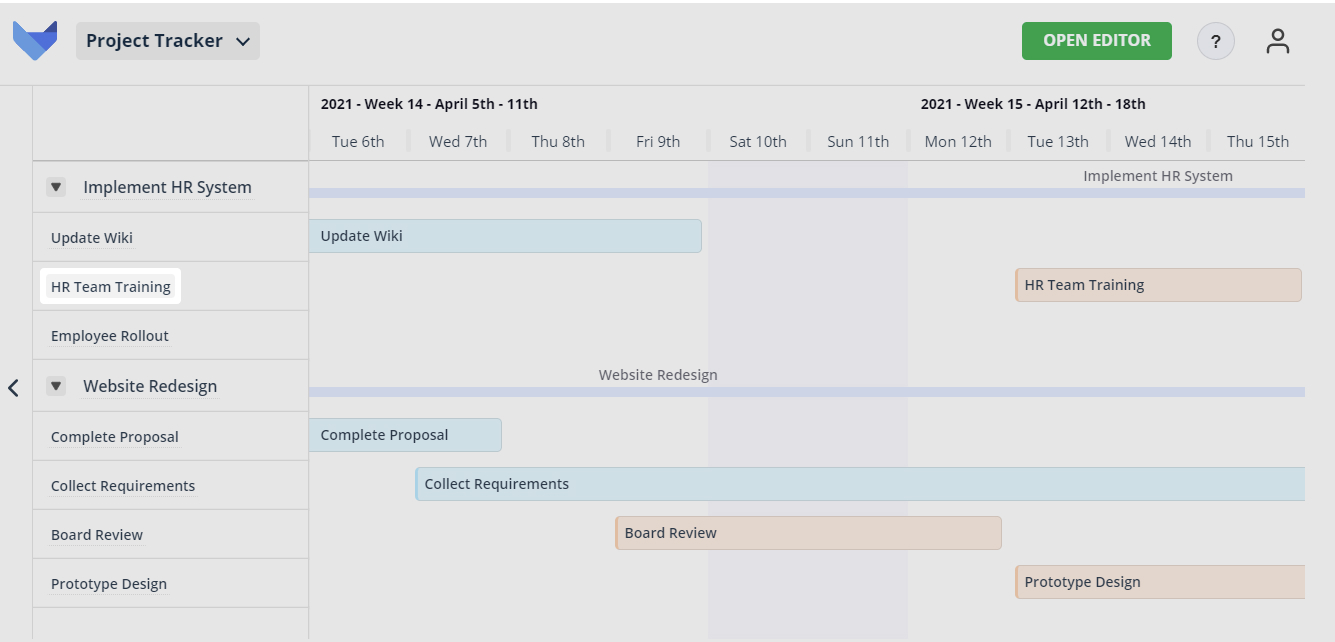 Project Tracker
OPEN EDITOR
?
2021 - Week 14 - April 5th - 11th
2021 - Week 15 - April 12th - 18th
Tue 6th
Wed 7th
Thu 8th
Fri 9th
Sat 10th
Sun 11th
Mon 12th
Tue 13th
Wed 14th
Thu 15th
Implement HR System
Implement HR System
Update Wiki
Update Wiki
HR Team Training
HR Team Training
Employee Rollout
Website Redesign
Website Redesign
Complete Proposal
Complete Proposal
Collect Requirements
Collect Requirements
Board Review
Board Review
Prototype Design
Prototype Design